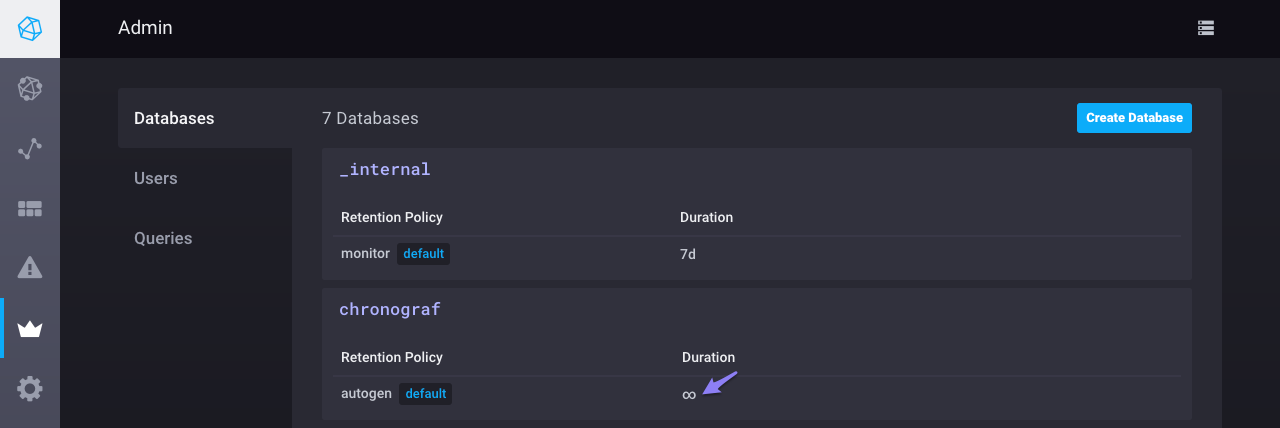 Admin
Databases
7 Databases
Create Database
_internal
Users
Retention Policy Duration
Queries
monitor default 7d
chronograf
Retention Policy Duration
autogen default ∞